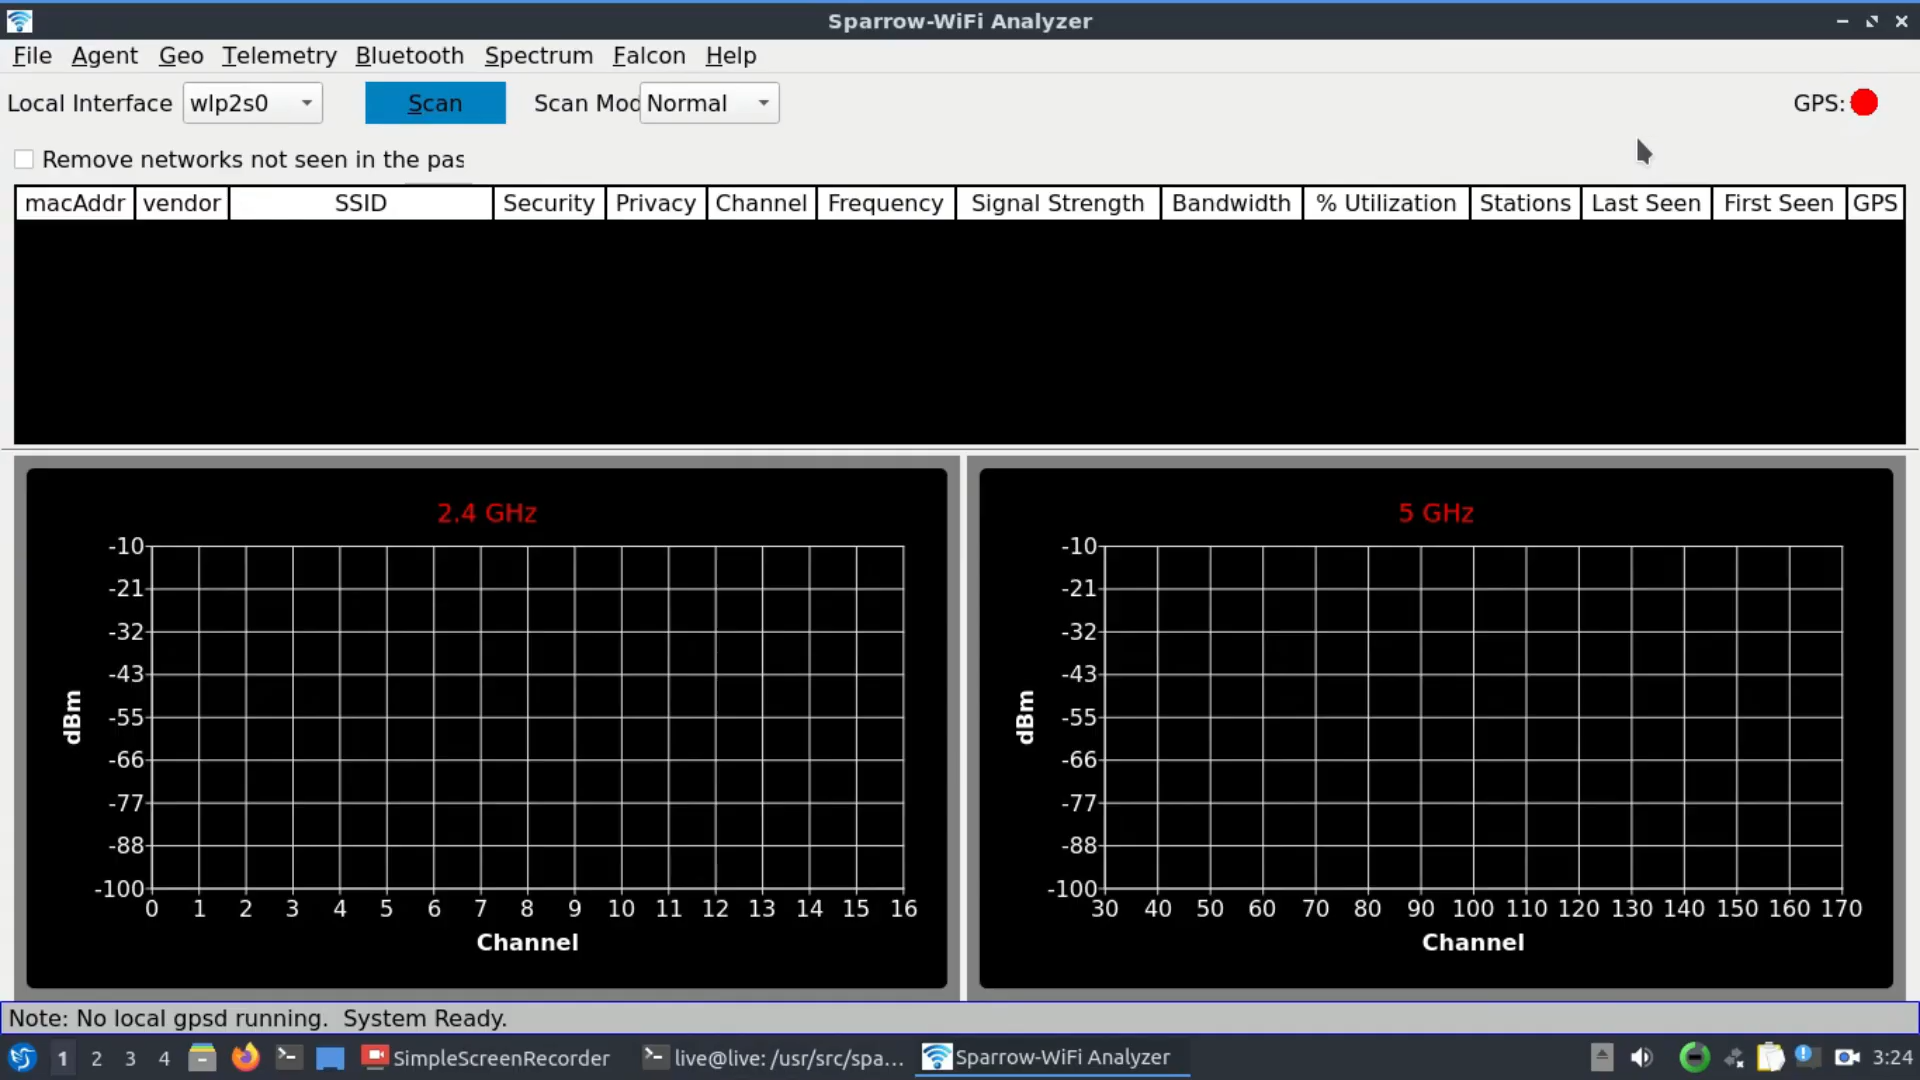 Sparrow-WiFi Analyzer
File Agent Geo Telemetry Bluetooth Spectrum Falcon Help
Local Interface wlp2s0 Scan Scan Mod Normal GPS:
Remove networks not seen in the pas
macAddr vendor SSID Security Privacy Channel Frequency Signal Strength Bandwidth % Utilization Stations Last Seen First Seen GPS
2.4 GHz
-10
-21
-32
-43
-55
-66
-77
-88
-100
dBm
0 1 2 3 4 5 6 7 8 9 10 11 12 13 14 15 16
Channel
5 GHz
-10
-21
-32
-43
-55
-66
-77
-88
-100
dBm
30 40 50 60 70 80 90 100 110 120 130 140 150 160 170
Channel
Note: No local gpsd running. System Ready.
1 2 3 4 SimpleScreenRecorder live@live: /usr/src/spa... Sparrow-WiFi Analyzer 3:24